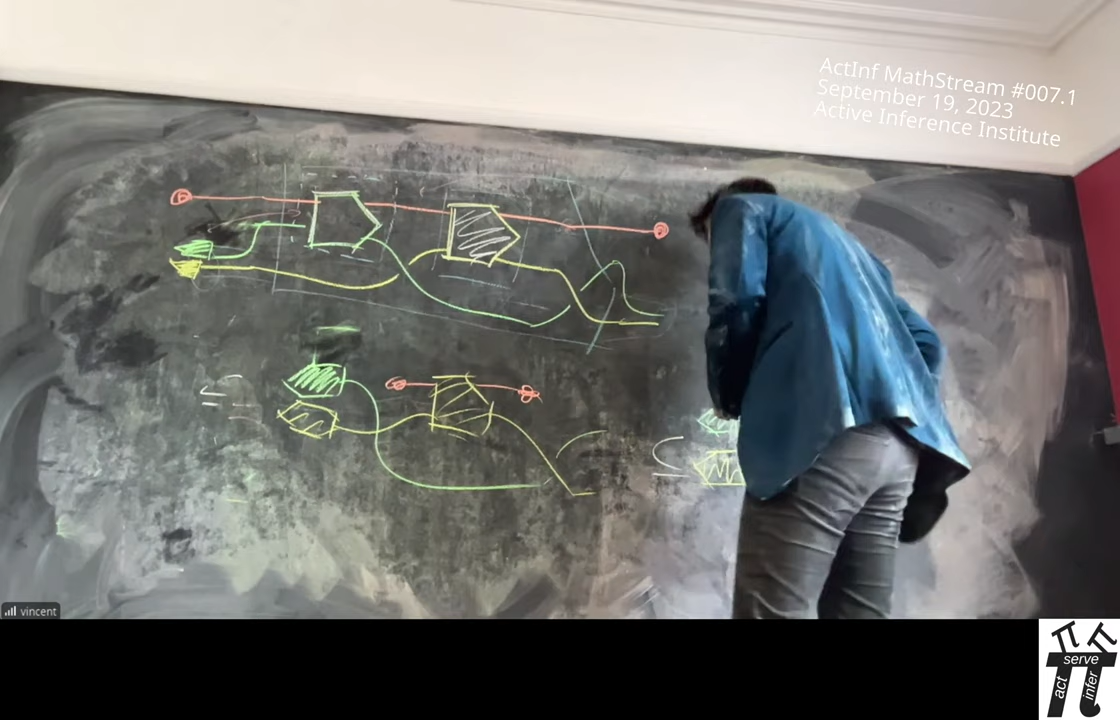 ActInf MathStream #007.1
September 19, 2023
Active Inference Institute
vincent
serve
act
infer